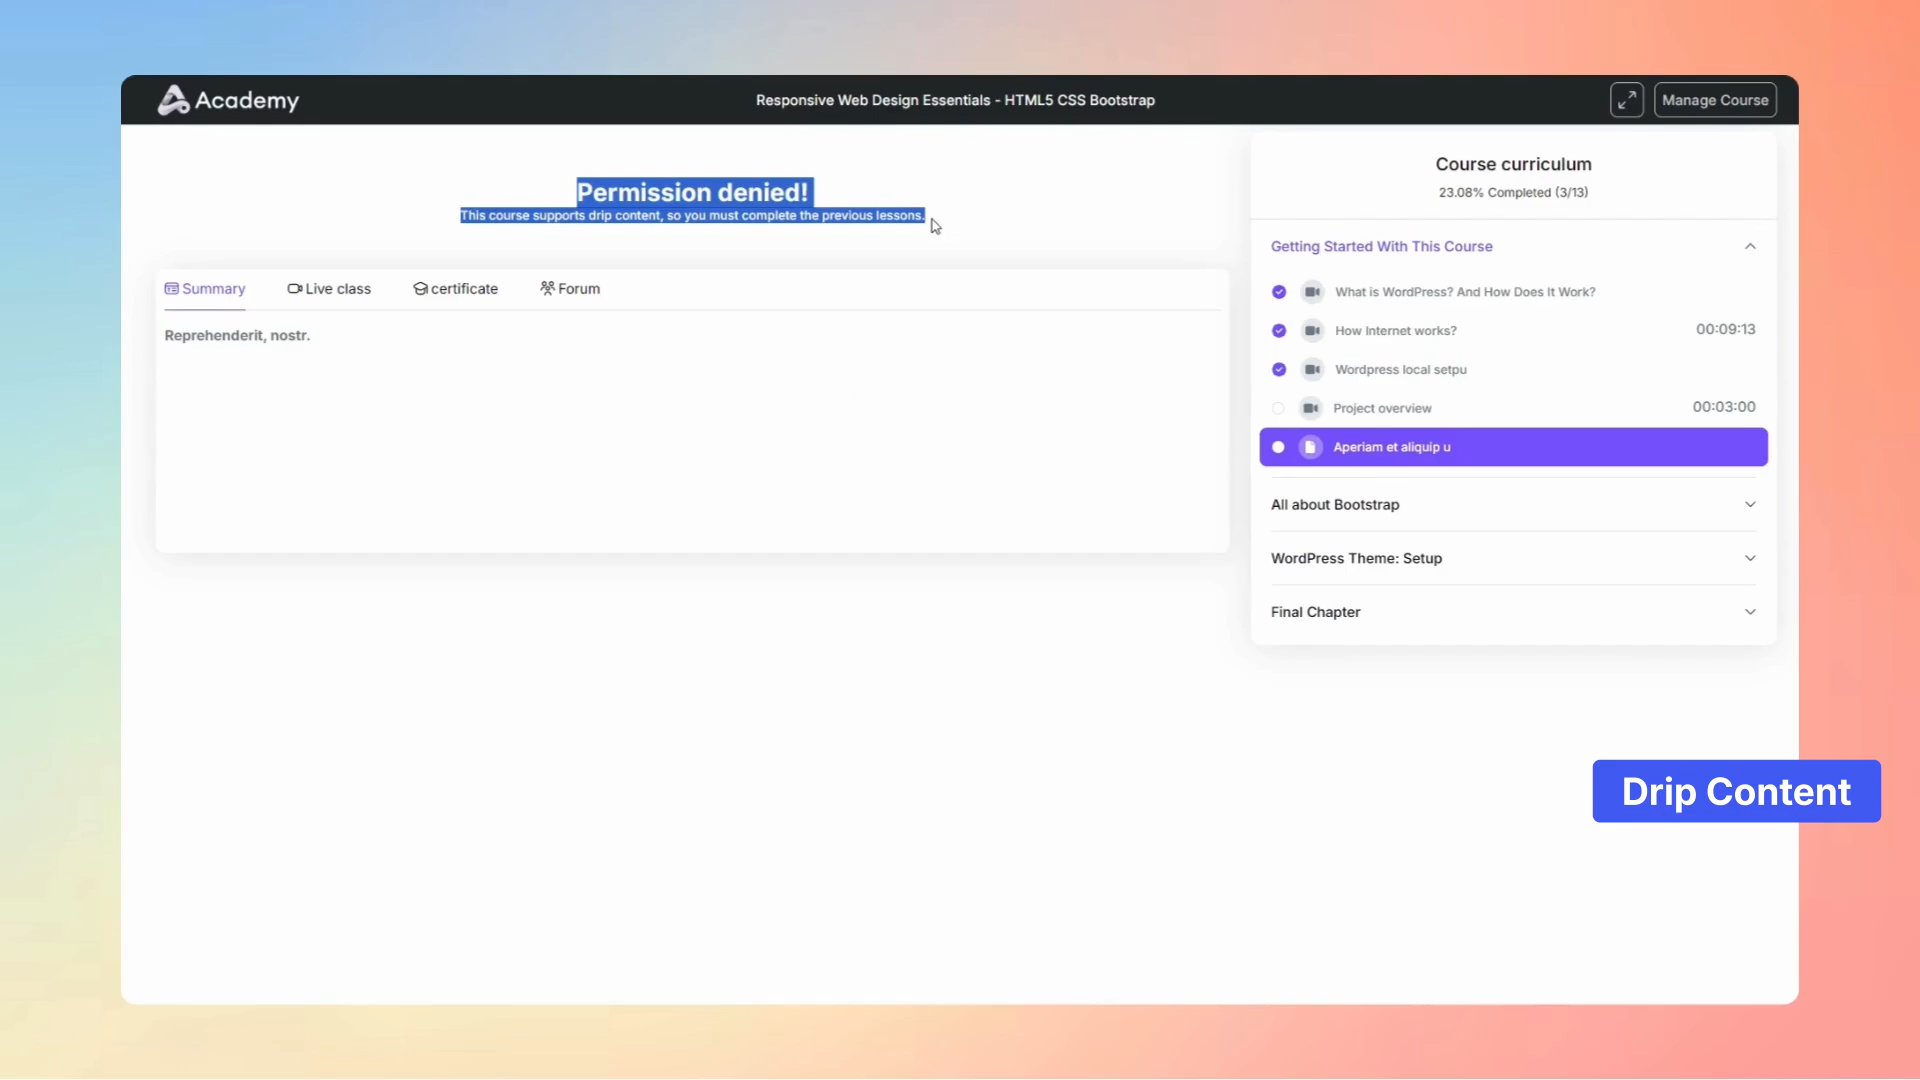 Academy
Responsive Web Design Essentials - HTML5 CSS Bootstrap
Manage Course
Permission denied!
This course supports drip content, so you must complete the previous lessons.
Summary
Live class
certificate
Forum
Reprehenderit, nostr.
Course curriculum
23.08% Completed (3/13)
Getting Started With This Course
What is WordPress? And How Does It Work?
How Internet works? 00:09:13
Wordpress local setpu
Project overview 00:03:00
Aperiam et aliquip u
All about Bootstrap
WordPress Theme: Setup
Final Chapter
Drip Content